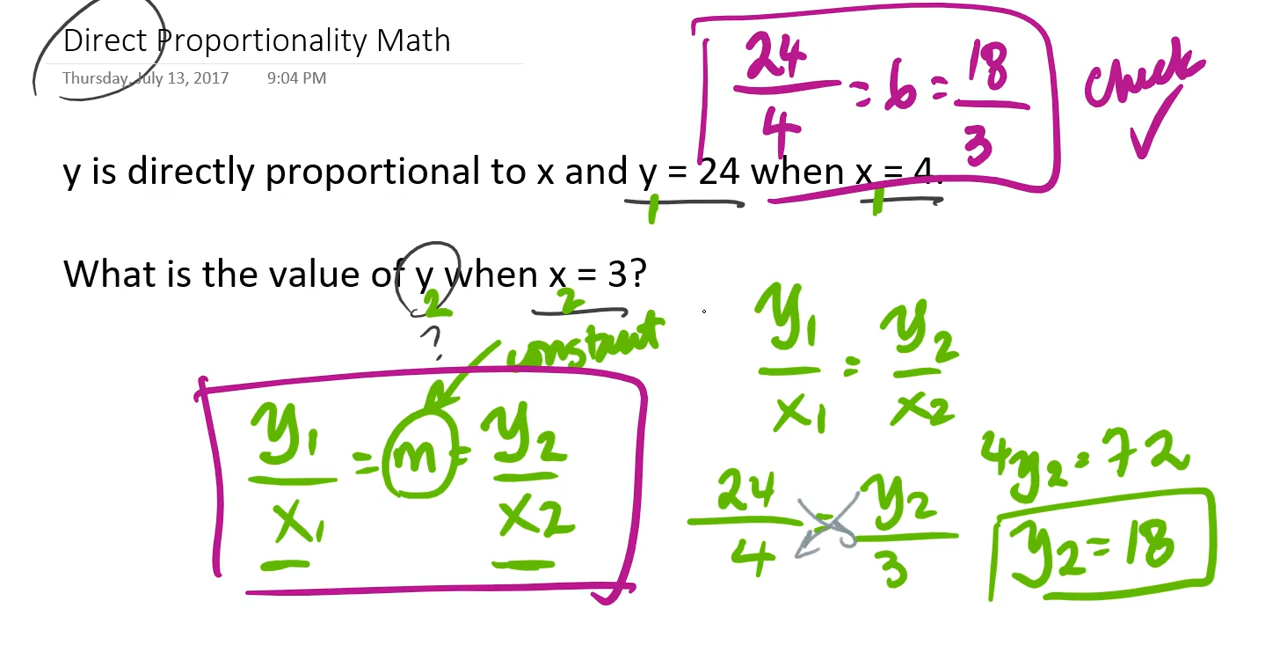 Direct Proportionality Math
Thursday, July 13, 2017 9:04 PM
24/4 = 6 = 18/3
check ✓
y is directly proportional to x and y = 24 when x = 4.
1 1
What is the value of y when x = 3?
2 2
?
constant
y1/x1 = m = y2/x2
y1/x1 = y2/x2
24/4 = y2/3
4y2 = 72
y2 = 18